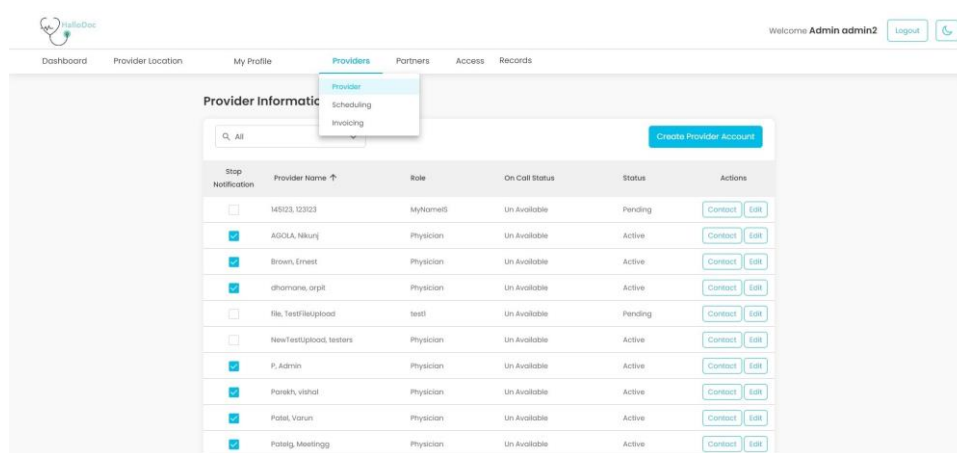 HalloDoc
Welcome Admin admin2 Logout
Dashboard Provider Location My Profile Providers Partners Access Records
Provider
Scheduling
Invoicing
Provider Informatio
All
Create Provider Account
Stop Notification Provider Name ↑ Role On Call Status Status Actions
145123, 123123 MyName15 Un Available Pending Contact Edit
AGOLA, Nikunj Physician Un Available Active Contact Edit
Brown, Ernest Physician Un Available Active Contact Edit
dhamane, arpit Physician Un Available Active Contact Edit
file, TestFileUpload test1 Un Available Pending Contact Edit
NewTestUpload, testers Physician Un Available Active Contact Edit
P, Admin Physician Un Available Active Contact Edit
Parekh, vishal Physician Un Available Active Contact Edit
Patel, Varun Physician Un Available Active Contact Edit
Patelg, Meetingg Physician Un Available Active Contact Edit